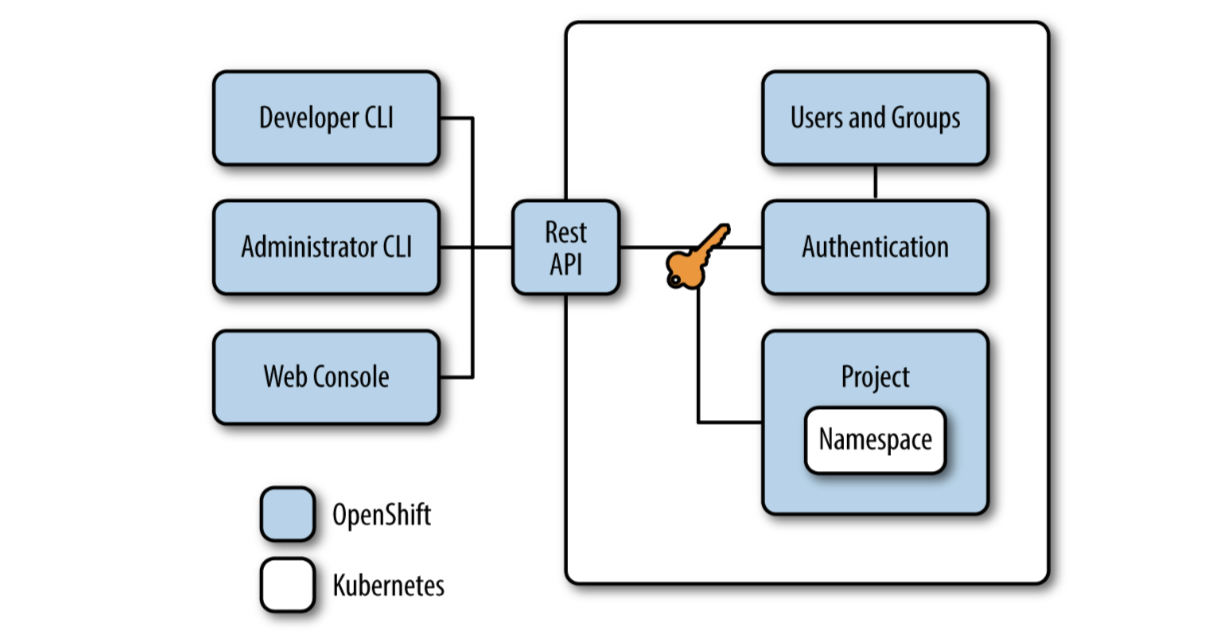 Developer CLI
Users and Groups
Administrator CLI
Rest
API
Authentication
Web Console
Project
Namespace
OpenShift
Kubernetes